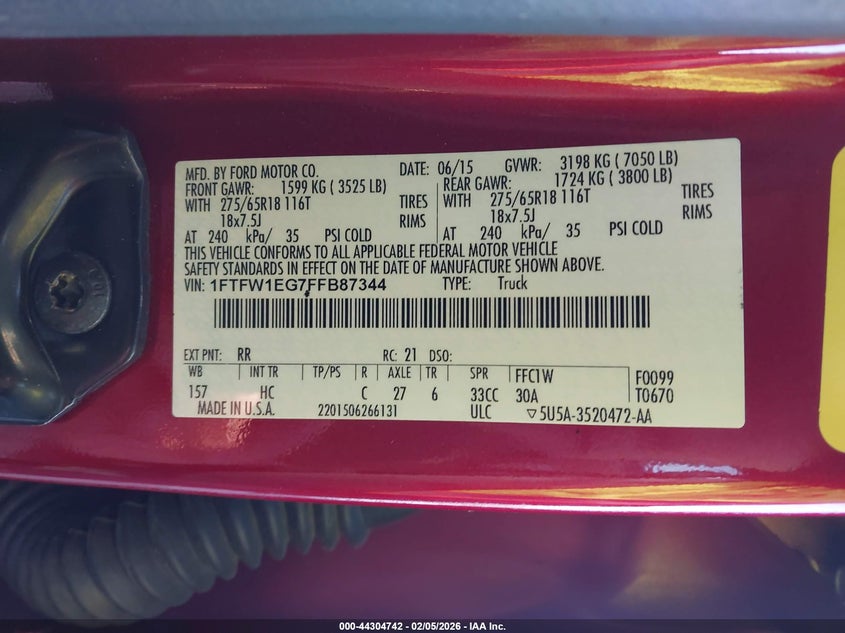 MFD. BY FORD MOTOR CO. DATE: 06/15 GVWR: 3198 KG ( 7050 LB)
FRONT GAWR: 1599 KG ( 3525 LB) REAR GAWR: 1724 KG ( 3800 LB)
WITH 275/65R18 116T TIRES WITH 275/65R18 116T TIRES
18x7.5J RIMS 18x7.5J RIMS
AT 240 kPa/ 35 PSI COLD AT 240 kPa/ 35 PSI COLD
THIS VEHICLE CONFORMS TO ALL APPLICABLE FEDERAL MOTOR VEHICLE
SAFETY STANDARDS IN EFFECT ON THE DATE OF MANUFACTURE SHOWN ABOVE.
VIN: 1FTFW1EG7FFB87344 TYPE: Truck
EXT PNT: RR RC: 21 DSO:
WB INT TR TP/PS R AXLE TR SPR FFC1W F0099
157 HC C 27 6 33CC 30A T0670
MADE IN U.S.A. 2201506266131 ULC ▽5U5A-3520472-AA
000-44304742 - 02/05/2026 - IAA Inc.